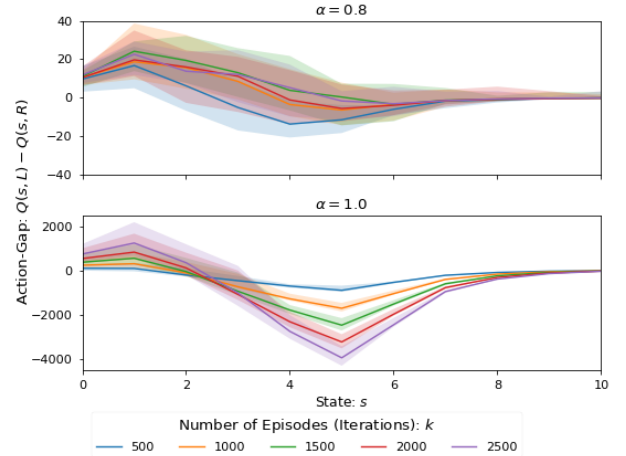 α = 0.8
40
20
0
−20
−40
α = 1.0
2000
0
−2000
−4000
0 2 4 6 8 10
Action-Gap: Q(s, L) − Q(s, R)
State: s
Number of Episodes (Iterations): k
500 1000 1500 2000 2500